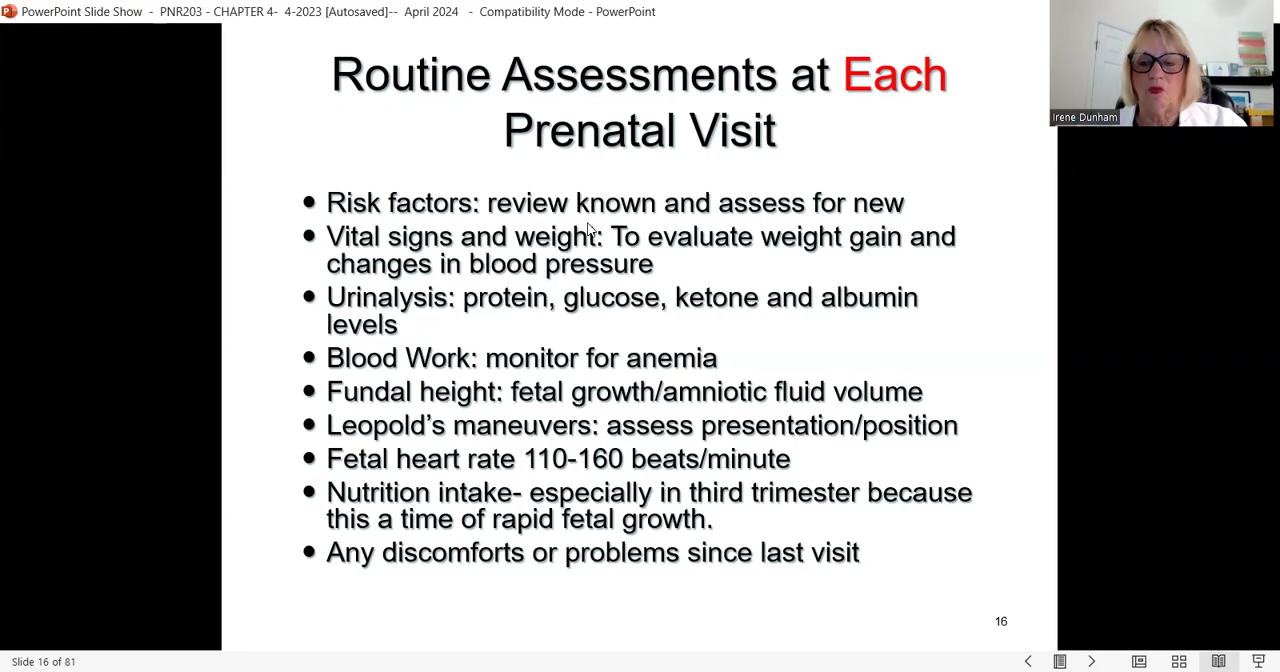 PowerPoint Slide Show - PNR203 - CHAPTER 4- 4-2023 [Autosaved]-- April 2024 - Compatibility Mode - PowerPoint
Irene Dunham
Routine Assessments at Each
Prenatal Visit
• Risk factors: review known and assess for new
• Vital signs and weight: To evaluate weight gain and
changes in blood pressure
• Urinalysis: protein, glucose, ketone and albumin
levels
• Blood Work: monitor for anemia
• Fundal height: fetal growth/amniotic fluid volume
• Leopold’s maneuvers: assess presentation/position
• Fetal heart rate 110-160 beats/minute
• Nutrition intake- especially in third trimester because
this a time of rapid fetal growth.
• Any discomforts or problems since last visit
16
Slide 16 of 81